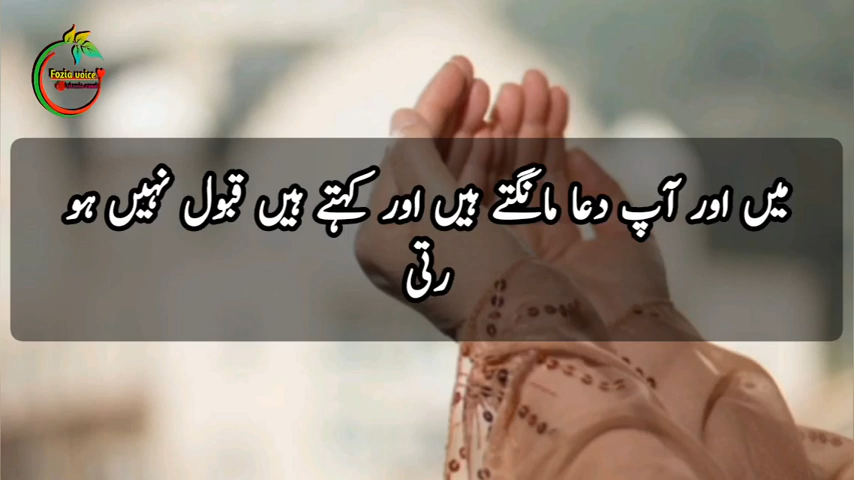 Fozia voice
میں اور آپ دعا مانگتے ہیں اور کہتے ہیں قبول نہیں ہو
رتی